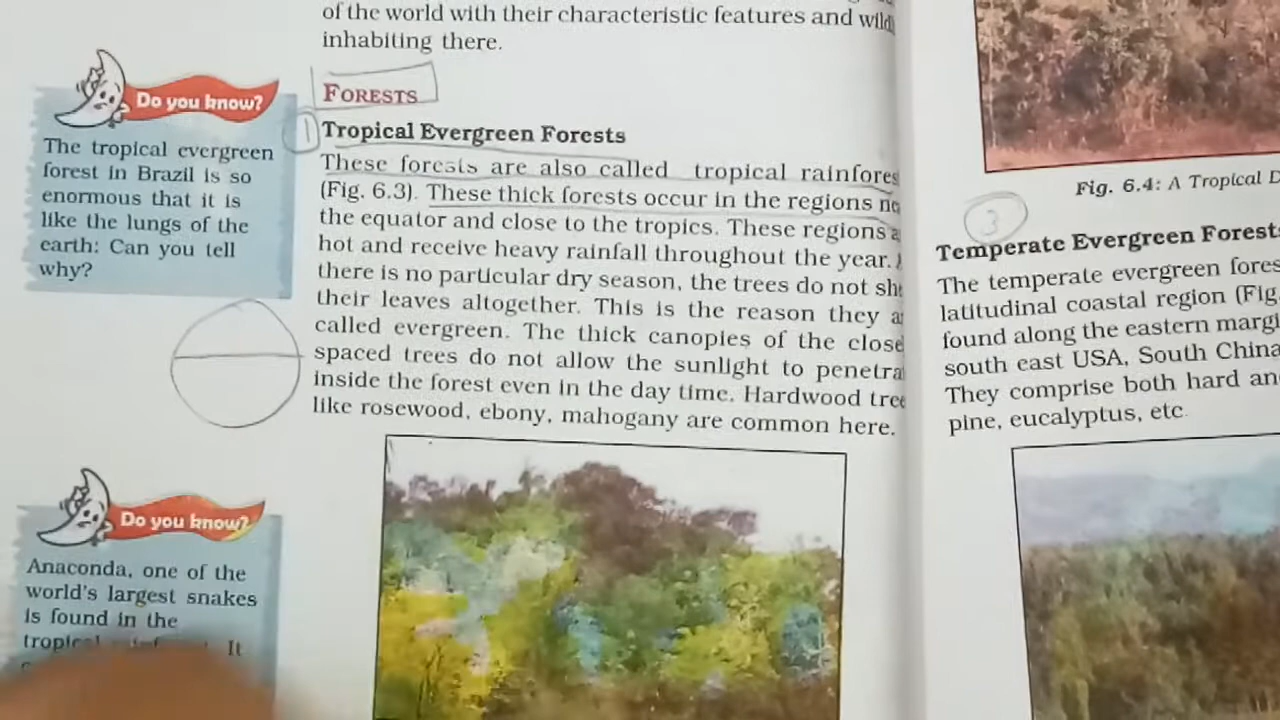 of the world with their characteristic features and wild
inhabiting there.
FORESTS
1
Tropical Evergreen Forests
These forests are also called tropical rainfores
(Fig. 6.3). These thick forests occur in the regions
the equator and close to the tropics. These regions
hot and receive heavy rainfall throughout the year.
there is no particular dry season, the trees do not
their leaves altogether. This is the reason they
called evergreen. The thick canopies of the close
spaced trees do not allow the sunlight to penetra
inside the forest even in the day time. Hardwood tree
like rosewood, ebony, mahogany are common here.
Do you know?
The tropical evergreen
forest in Brazil is so
enormous that it is
like the lungs of the
earth: Can you tell
why?
Do you know?
Anaconda, one of the
world's largest snakes
is found in the
It
Fig. 6.4: A Tropical D
3
Temperate Evergreen Forests
The temperate evergreen fores
latitudinal coastal region (Fig.
found along the eastern margi
south east USA, South China
They comprise both hard an
pine, eucalyptus, etc.